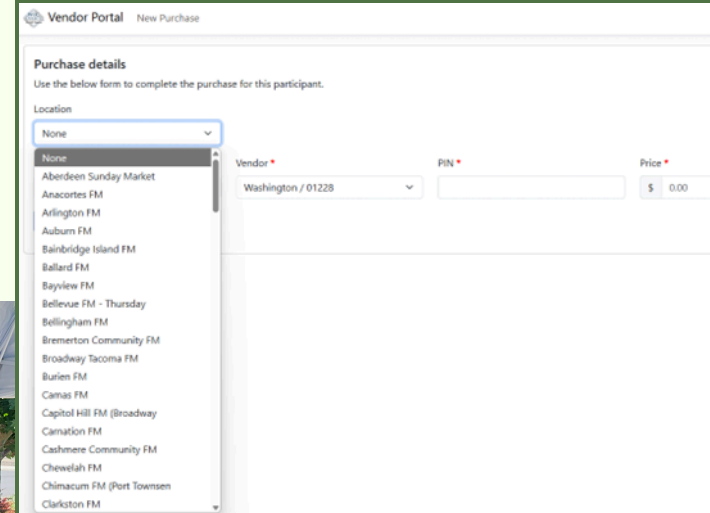 Vendor Portal New Purchase
Purchase details
Use the below form to complete the purchase for this participant.
Location
None
Vendor * PIN * Price *
Washington / 01228 $ 0.00
None
Aberdeen Sunday Market
Anacortes FM
Arlington FM
Auburn FM
Bainbridge Island FM
Ballard FM
Bayview FM
Bellevue FM - Thursday
Bellingham FM
Bremerton Community FM
Broadway Tacoma FM
Burien FM
Camas FM
Capitol Hill FM (Broadway
Carnation FM
Cashmere Community FM
Chewelah FM
Chimacum FM (Port Townsen
Clarkston FM